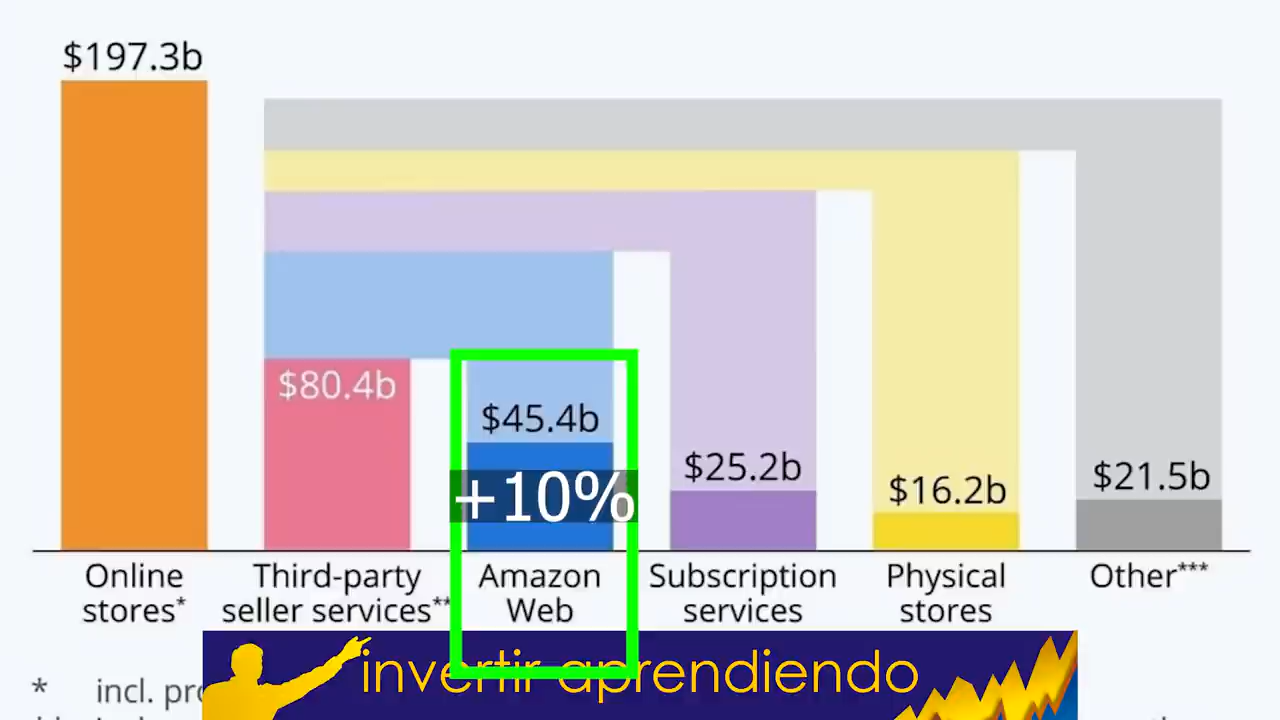 $197.3b
$80.4b
$45.4b
+10%
$25.2b
$16.2b
$21.5b
Online
stores*
Third-party
seller services**
Amazon
Web
Subscription
services
Physical
stores
Other***
invertir aprendiendo
* incl.